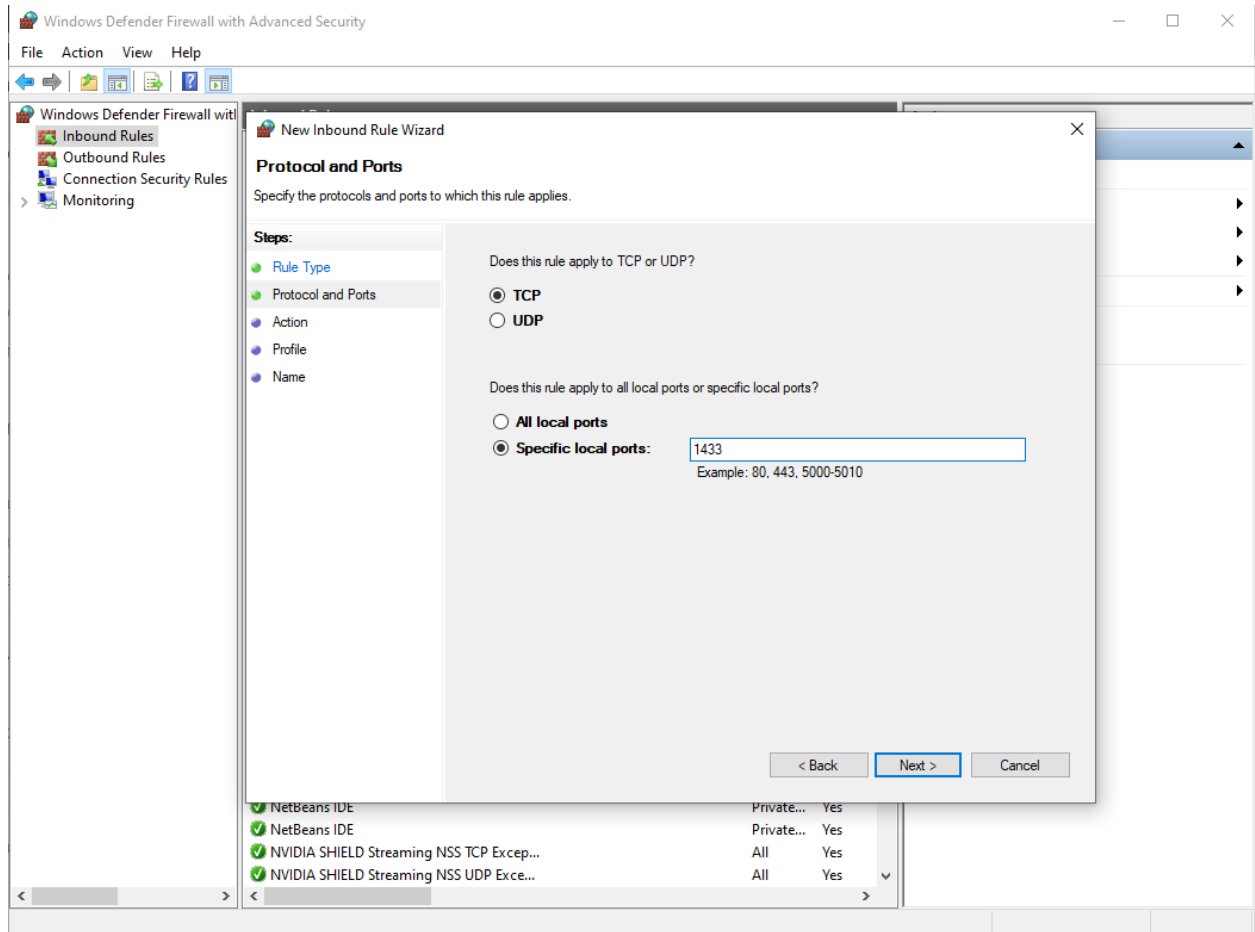 Windows Defender Firewall with Advanced Security
File Action View Help
Windows Defender Firewall witl
Inbound Rules
Outbound Rules
Connection Security Rules
Monitoring
New Inbound Rule Wizard
Protocol and Ports
Specify the protocols and ports to which this rule applies.
Steps:
Rule Type
Protocol and Ports
Action
Profile
Name
Does this rule apply to TCP or UDP?
TCP
UDP
Does this rule apply to all local ports or specific local ports?
All local ports
Specific local ports: 1433
Example: 80, 443, 5000-5010
< Back Next > Cancel
NetBeans IDE Private... Yes
NetBeans IDE Private... Yes
NVIDIA SHIELD Streaming NSS TCP Excep... All Yes
NVIDIA SHIELD Streaming NSS UDP Exce... All Yes